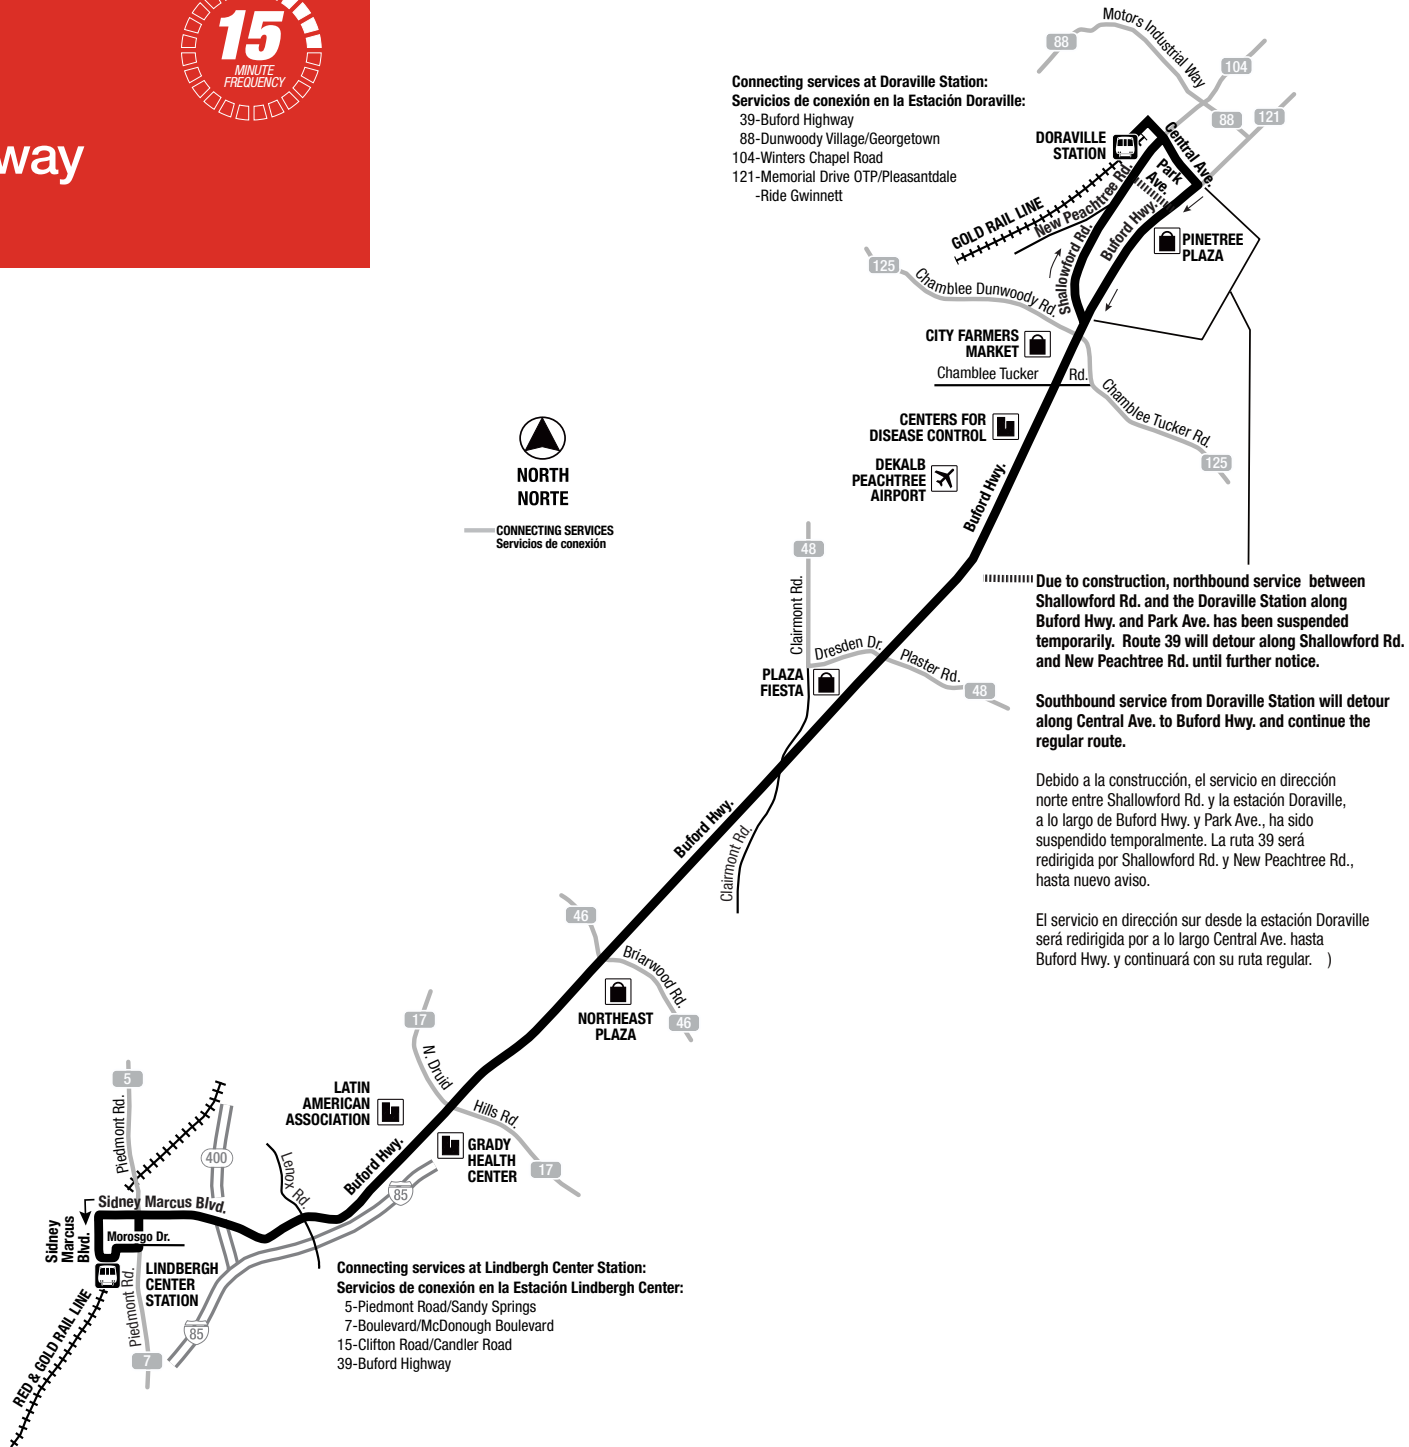 15
MINUTE
FREQUENCY
way
Motors Industrial Way
88
104
88
121
Connecting services at Doraville Station:
Servicios de conexión en la Estación Doraville:
39-Buford Highway
88-Dunwoody Village/Georgetown
104-Winters Chapel Road
121-Memorial Drive OTP/Pleasantdale
-Ride Gwinnett
DORAVILLE
STATION
Central Ave.
Park
Ave.
New Peachtree Rd.
GOLD RAIL LINE
Shallowford Rd.
Buford Hwy.
PINETREE
PLAZA
125
Chamblee Dunwoody Rd.
CITY FARMERS
MARKET
Chamblee Tucker Rd.
Chamblee Tucker Rd.
125
CENTERS FOR
DISEASE CONTROL
DEKALB
PEACHTREE
AIRPORT
Buford Hwy.
NORTH
NORTE
CONNECTING SERVICES
Servicios de conexión
48
Clairmont Rd.
Dresden Dr.
Plaster Rd.
48
PLAZA
FIESTA
Due to construction, northbound service between
Shallowford Rd. and the Doraville Station along
Buford Hwy. and Park Ave. has been suspended
temporarily. Route 39 will detour along Shallowford Rd.
and New Peachtree Rd. until further notice.
Southbound service from Doraville Station will detour
along Central Ave. to Buford Hwy. and continue the
regular route.
Debido a la construcción, el servicio en dirección
norte entre Shallowford Rd. y la estación Doraville,
a lo largo de Buford Hwy. y Park Ave., ha sido
suspendido temporalmente. La ruta 39 será
redirigida por Shallowford Rd. y New Peachtree Rd.,
hasta nuevo aviso.
El servicio en dirección sur desde la estación Doraville
será redirigida por a lo largo Central Ave. hasta
Buford Hwy. y continuará con su ruta regular. )
Buford Hwy.
Clairmont Rd.
46
Briarwood Rd.
46
NORTHEAST
PLAZA
17
N. Druid
Hills Rd.
17
LATIN
AMERICAN
ASSOCIATION
GRADY
HEALTH
CENTER
Buford Hwy.
5
Piedmont Rd.
400
Lenox Rd.
85
Sidney Marcus Blvd.
Sidney
Marcus
Blvd.
Morosgo Dr.
LINDBERGH
CENTER
STATION
Piedmont Rd.
RED & GOLD RAIL LINE
85
7
Connecting services at Lindbergh Center Station:
Servicios de conexión en la Estación Lindbergh Center:
5-Piedmont Road/Sandy Springs
7-Boulevard/McDonough Boulevard
15-Clifton Road/Candler Road
39-Buford Highway